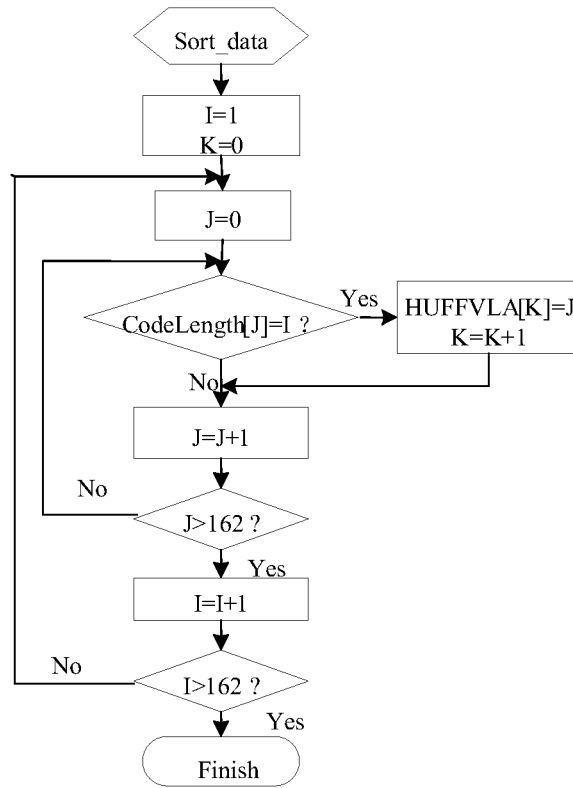 Sort_data
I=1
K=0
J=0
CodeLength[J]=I ?
Yes
HUFFVLA[K]=J
K=K+1
No
J=J+1
No
J>162 ?
Yes
I=I+1
No
I>162 ?
Yes
Finish